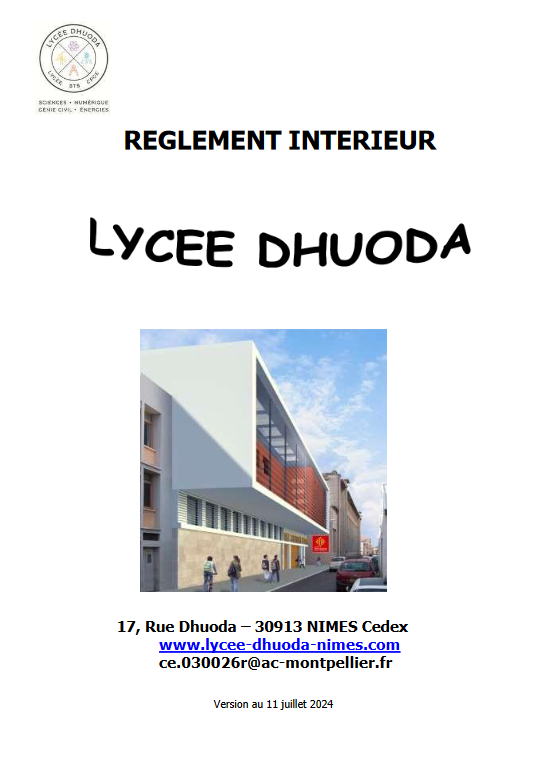 LYCÉE DHUODA
LYCÉE BTS CPGE
SCIENCES • NUMÉRIQUE
GÉNIE CIVIL • ÉNERGIES
REGLEMENT INTERIEUR
LYCEE DHUODA
17, Rue Dhuoda – 30913 NIMES Cedex
www.lycee-dhuoda-nimes.com
ce.030026r@ac-montpellier.fr
Version au 11 juillet 2024